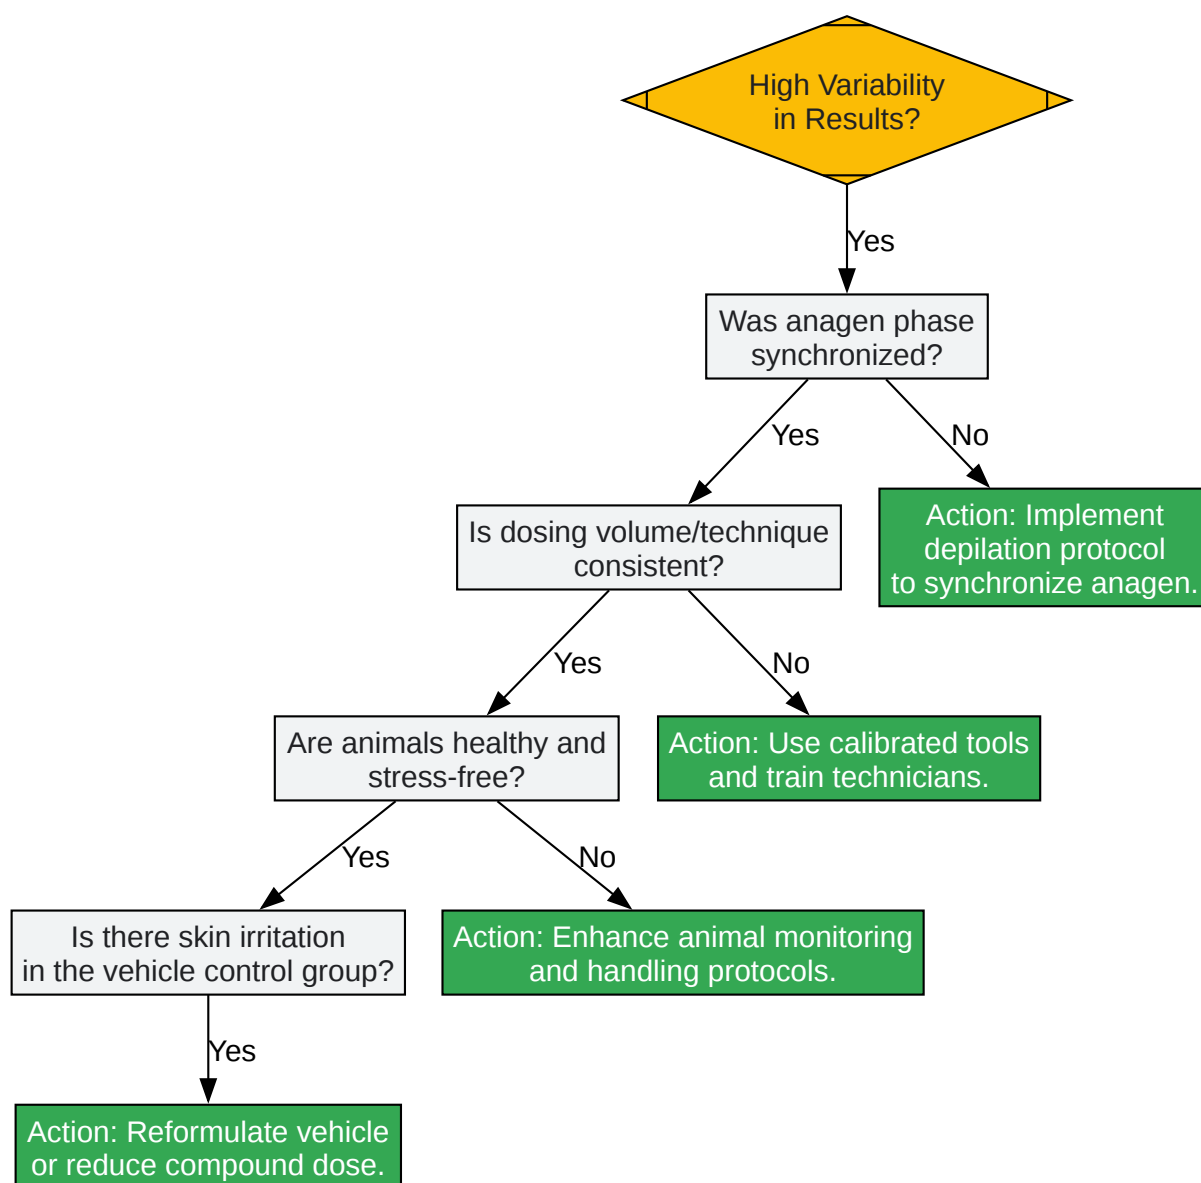 High Variability
in Results?
Yes
Was anagen phase
synchronized?
Yes
No
Is dosing volume/technique
consistent?
Action: Implement
depilation protocol
to synchronize anagen.
Yes
No
Are animals healthy and
stress-free?
Action: Use calibrated tools
and train technicians.
Yes
No
Is there skin irritation
in the vehicle control group?
Action: Enhance animal monitoring
and handling protocols.
Yes
Action: Reformulate vehicle
or reduce compound dose.